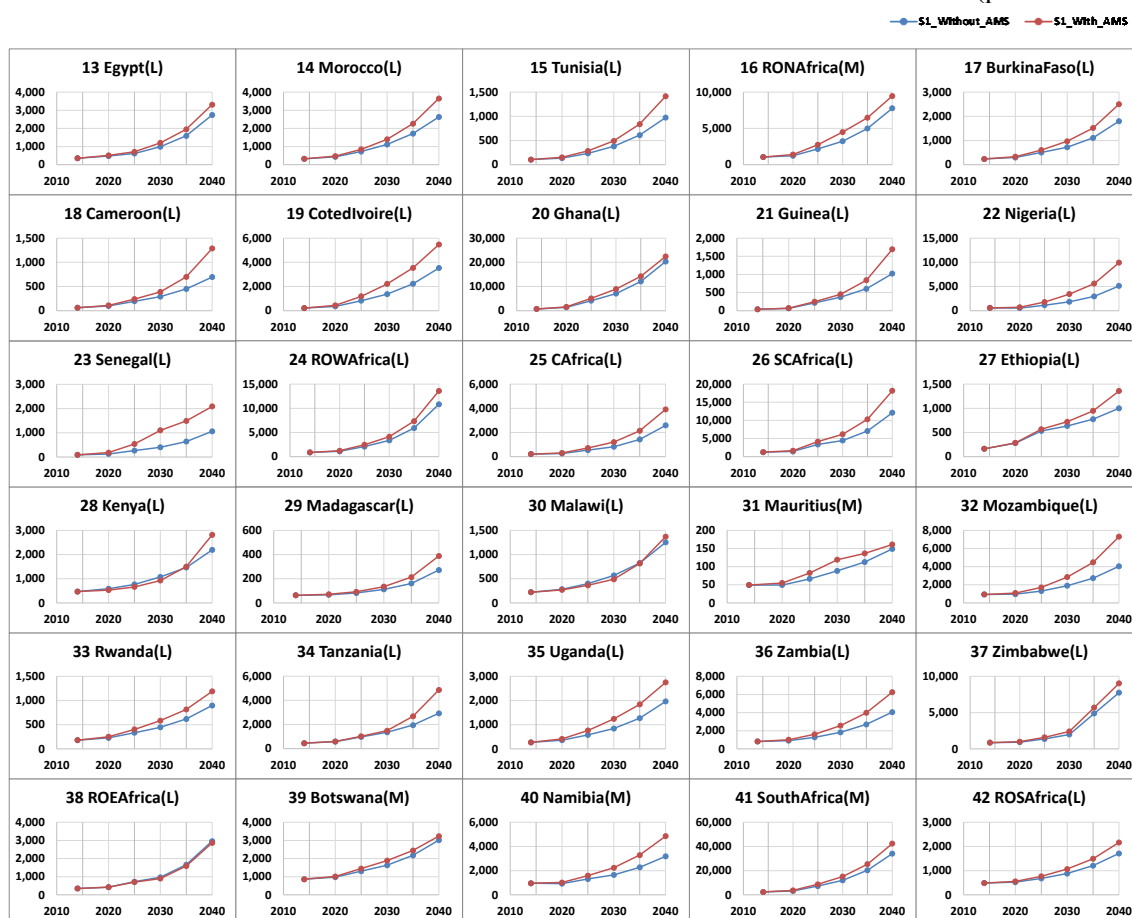 S1_Without_AIMS S1_With_AIMS
13 Egypt(L) 14 Morocco(L) 15 Tunisia(L) 16 RONAfrica(M) 17 BurkinaFaso(L)
4,000 4,000 1,500 10,000 3,000
3,000 3,000 1,000 5,000 2,000
2,000 2,000 500 0 1,000
1,000 1,000 0 0
0 0
2010 2020 2030 2040 2010 2020 2030 2040 2010 2020 2030 2040 2010 2020 2030 2040 2010 2020 2030 2040
18 Cameroon(L) 19 CotedIvoire(L) 20 Ghana(L) 21 Guinea(L) 22 Nigeria(L)
1,500 6,000 30,000 2,000 15,000
1,000 4,000 20,000 1,500 10,000
500 2,000 10,000 1,000 5,000
0 0 0 500 0
0
2010 2020 2030 2040 2010 2020 2030 2040 2010 2020 2030 2040 2010 2020 2030 2040 2010 2020 2030 2040
23 Senegal(L) 24 ROWAfrica(L) 25 CAfrica(L) 26 SCAfrica(L) 27 Ethiopia(L)
3,000 15,000 6,000 20,000 1,500
2,000 10,000 4,000 15,000 1,000
1,000 5,000 2,000 10,000 500
0 0 0 5,000 0
0
2010 2020 2030 2040 2010 2020 2030 2040 2010 2020 2030 2040 2010 2020 2030 2040 2010 2020 2030 2040
28 Kenya(L) 29 Madagascar(L) 30 Malawi(L) 31 Mauritius(M) 32 Mozambique(L)
3,000 600 1,500 200 8,000
2,000 400 1,000 150 6,000
1,000 200 500 100 4,000
0 0 0 50 2,000
0 0
2010 2020 2030 2040 2010 2020 2030 2040 2010 2020 2030 2040 2010 2020 2030 2040 2010 2020 2030 2040
33 Rwanda(L) 34 Tanzania(L) 35 Uganda(L) 36 Zambia(L) 37 Zimbabwe(L)
1,500 6,000 3,000 8,000 10,000
1,000 4,000 2,000 6,000 5,000
500 2,000 1,000 4,000 0
0 0 0 2,000
0
2010 2020 2030 2040 2010 2020 2030 2040 2010 2020 2030 2040 2010 2020 2030 2040 2010 2020 2030 2040
38 ROEAfrica(L) 39 Botswana(M) 40 Namibia(M) 41 SouthAfrica(M) 42 ROSAfrica(L)
4,000 4,000 6,000 60,000 3,000
3,000 3,000 4,000 40,000 2,000
2,000 2,000 2,000 20,000 1,000
1,000 1,000 0 0 0
0 0
2010 2020 2030 2040 2010 2020 2030 2040 2010 2020 2030 2040 2010 2020 2030 2040 2010 2020 2030 2040